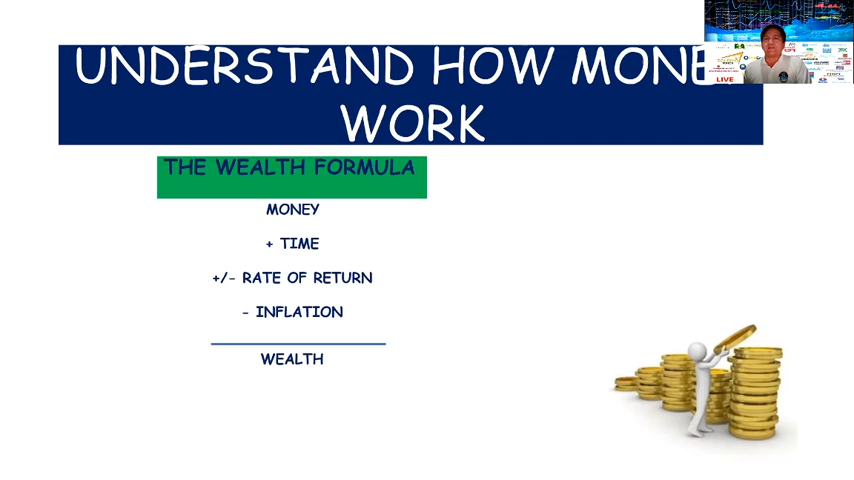 UNDERSTAND HOW MONE
WORK
THE WEALTH FORMULA
MONEY
+ TIME
+/- RATE OF RETURN
- INFLATION
WEALTH
LIVE